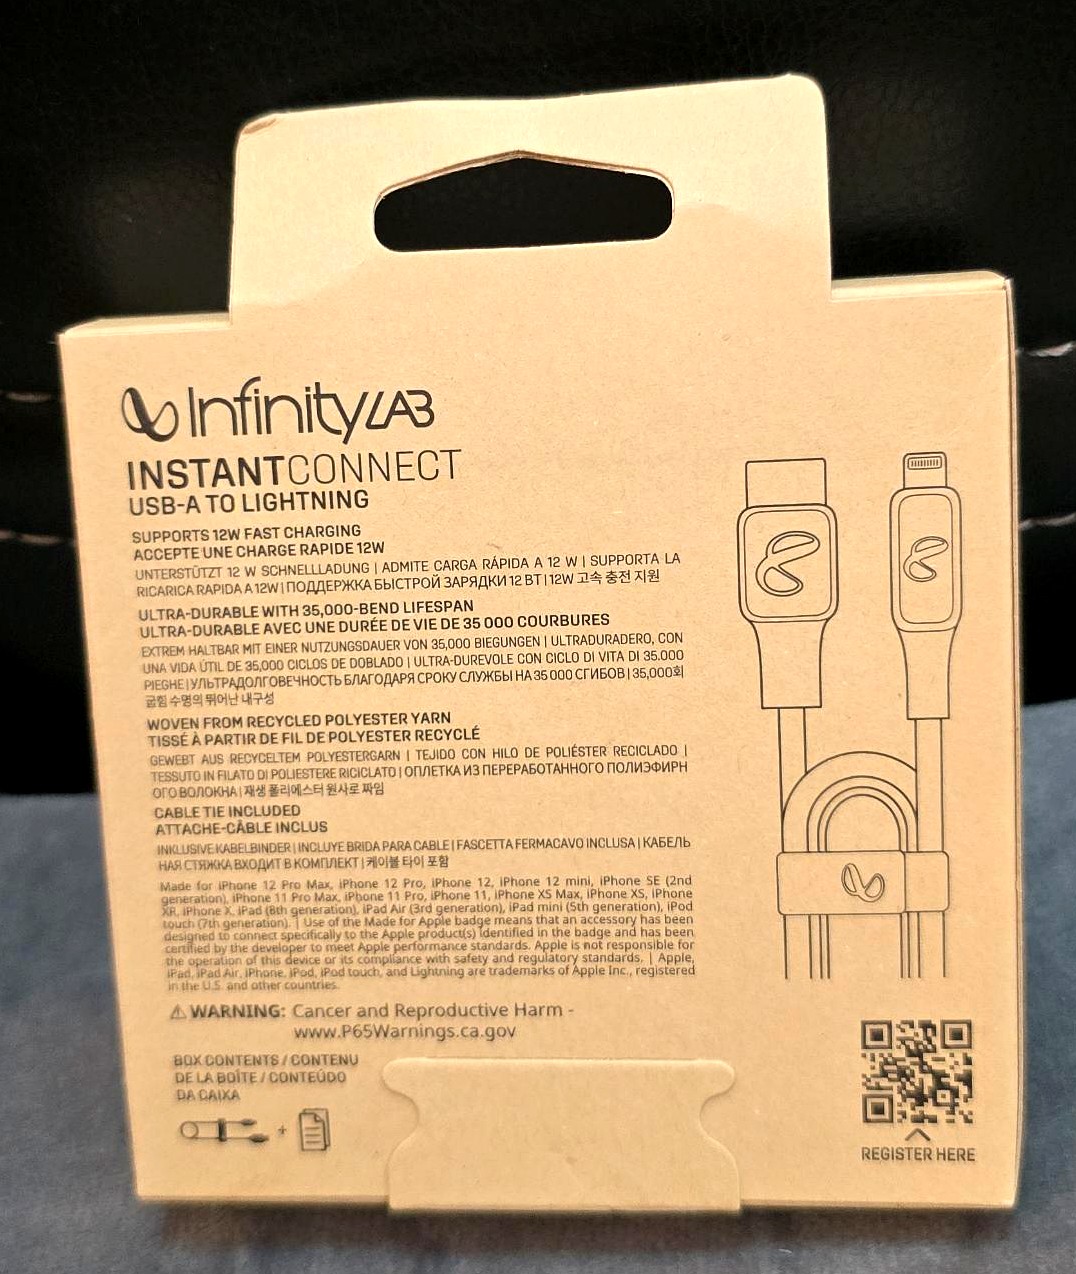 InfinityLAB
INSTANTCONNECT
USB-A TO LIGHTNING
SUPPORTS 12W FAST CHARGING
ACCEPTE UNE CHARGE RAPIDE 12W
UNTERSTÜTZT 12 W SCHNELLLADUNG | ADMITE CARGA RÁPIDA A 12 W | SUPPORTA LA
RICARICA RAPIDA A 12W | ПОДДЕРЖКА БЫСТРОЙ ЗАРЯДКИ 12 ВТ | 12W 고속 충전 지원
ULTRA-DURABLE WITH 35,000-BEND LIFESPAN
ULTRA-DURABLE AVEC UNE DURÉE DE VIE DE 35 000 COURBURES
EXTREM HALTBAR MIT EINER NUTZUNGSDAUER VON 35,000 BIEGUNGEN | ULTRADURADERO, CON
UNA VIDA ÚTIL DE 35,000 CICLOS DE DOBLADO | ULTRA-DUREVOLE CON CICLO DI VITA DI 35.000
PIEGHE | УЛЬТРАДОЛГОВЕЧНОСТЬ БЛАГОДАРЯ СРОКУ СЛУЖБЫ НА 35 000 СГИБОВ | 35,000회
굽힘 수명의 뛰어난 내구성
WOVEN FROM RECYCLED POLYESTER YARN
TISSÉ À PARTIR DE FIL DE POLYESTER RECYCLÉ
GEWEBT AUS RECYCELTEM POLYESTERGARN | TEJIDO CON HILO DE POLIÉSTER RECICLADO |
TESSUTO IN FILATO DI POLIESTERE RICICLATO | ОПЛЕТКА ИЗ ПЕРЕРАБОТАННОГО ПОЛИЭФИРН
ОГО ВОЛОКНА | 재생 폴리에스터 원사로 짜임
CABLE TIE INCLUDED
ATTACHE-CÂBLE INCLUS
INKLUSIVE KABELBINDER | INCLUYE BRIDA PARA CABLE | FASCETTA FERMACAVO INCLUSA | КАБЕЛЬ
НАЯ СТЯЖКА ВХОДИТ В КОМПЛЕКТ | 케이블 타이 포함
Made for iPhone 12 Pro Max, iPhone 12 Pro, iPhone 12, iPhone 12 mini, iPhone SE (2nd
generation), iPhone 11 Pro Max, iPhone 11 Pro, iPhone 11, iPhone XS Max, iPhone XS, iPhone
XR, iPhone X, iPad (8th generation), iPad Air (3rd generation), iPad mini (5th generation), iPod
touch (7th generation). | Use of the Made for Apple badge means that an accessory has been
designed to connect specifically to the Apple product(s) identified in the badge and has been
certified by the developer to meet Apple performance standards. Apple is not responsible for
the operation of this device or its compliance with safety and regulatory standards. | Apple,
iPad, iPad Air, iPhone, iPod, iPod touch, and Lightning are trademarks of Apple Inc., registered
in the U.S. and other countries.
⚠ WARNING: Cancer and Reproductive Harm -
www.P65Warnings.ca.gov
BOX CONTENTS / CONTENU
DE LA BOÎTE / CONTEÚDO
DA CAIXA
+
REGISTER HERE